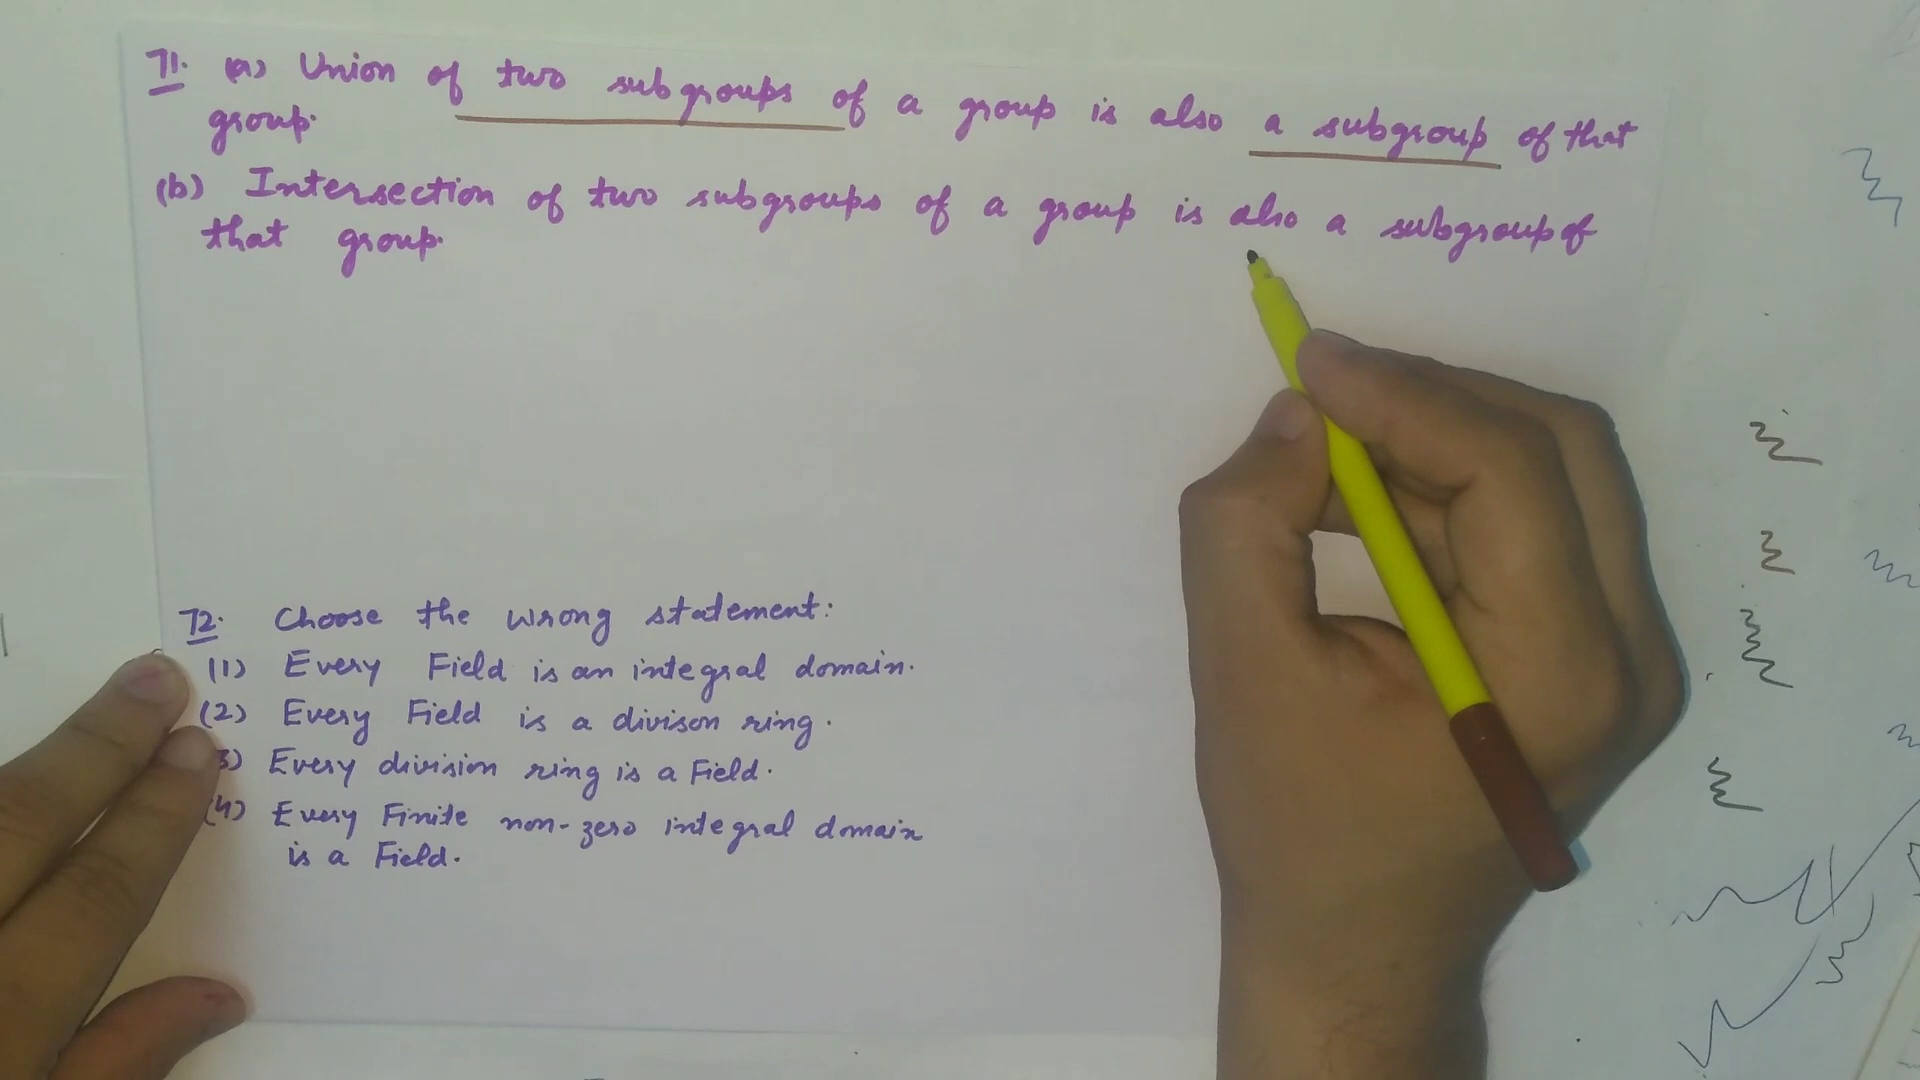 71. (a) Union of two subgroups of a group is also a subgroup of that
group.
(b) Intersection of two subgroups of a group is also a subgroup of
that group.
72. Choose the wrong statement:
(1) Every Field is an integral domain.
(2) Every Field is a divison ring.
3) Every division ring is a Field.
(4) Every Finite non-zero integral domain
is a Field.